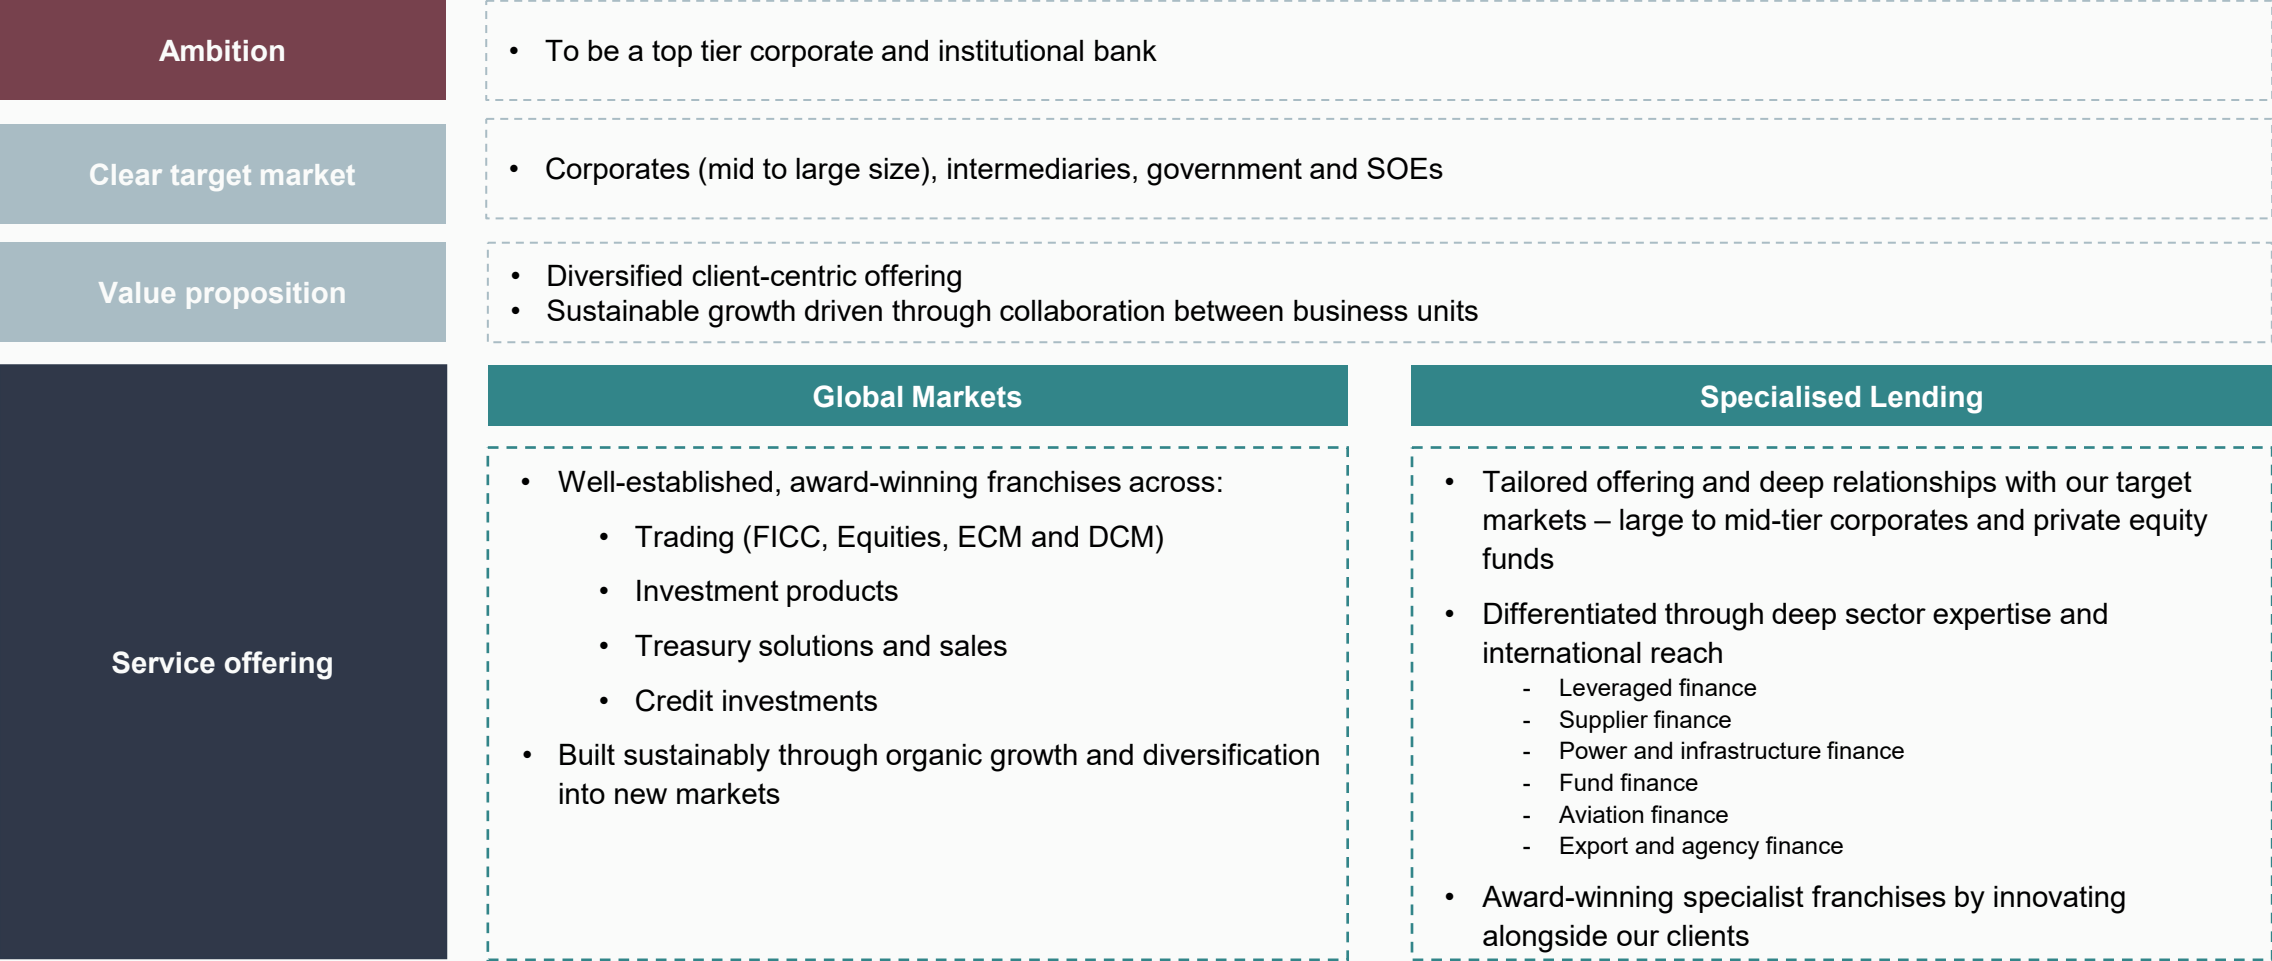 Ambition
• To be a top tier corporate and institutional bank
Clear target market
• Corporates (mid to large size), intermediaries, government and SOEs
Value proposition
• Diversified client-centric offering
• Sustainable growth driven through collaboration between business units
Service offering
Global Markets
• Well-established, award-winning franchises across:
• Trading (FICC, Equities, ECM and DCM)
• Investment products
• Treasury solutions and sales
• Credit investments
• Built sustainably through organic growth and diversification
into new markets
Specialised Lending
• Tailored offering and deep relationships with our target
markets – large to mid-tier corporates and private equity
funds
• Differentiated through deep sector expertise and
international reach
- Leveraged finance
- Supplier finance
- Power and infrastructure finance
- Fund finance
- Aviation finance
- Export and agency finance
• Award-winning specialist franchises by innovating
alongside our clients